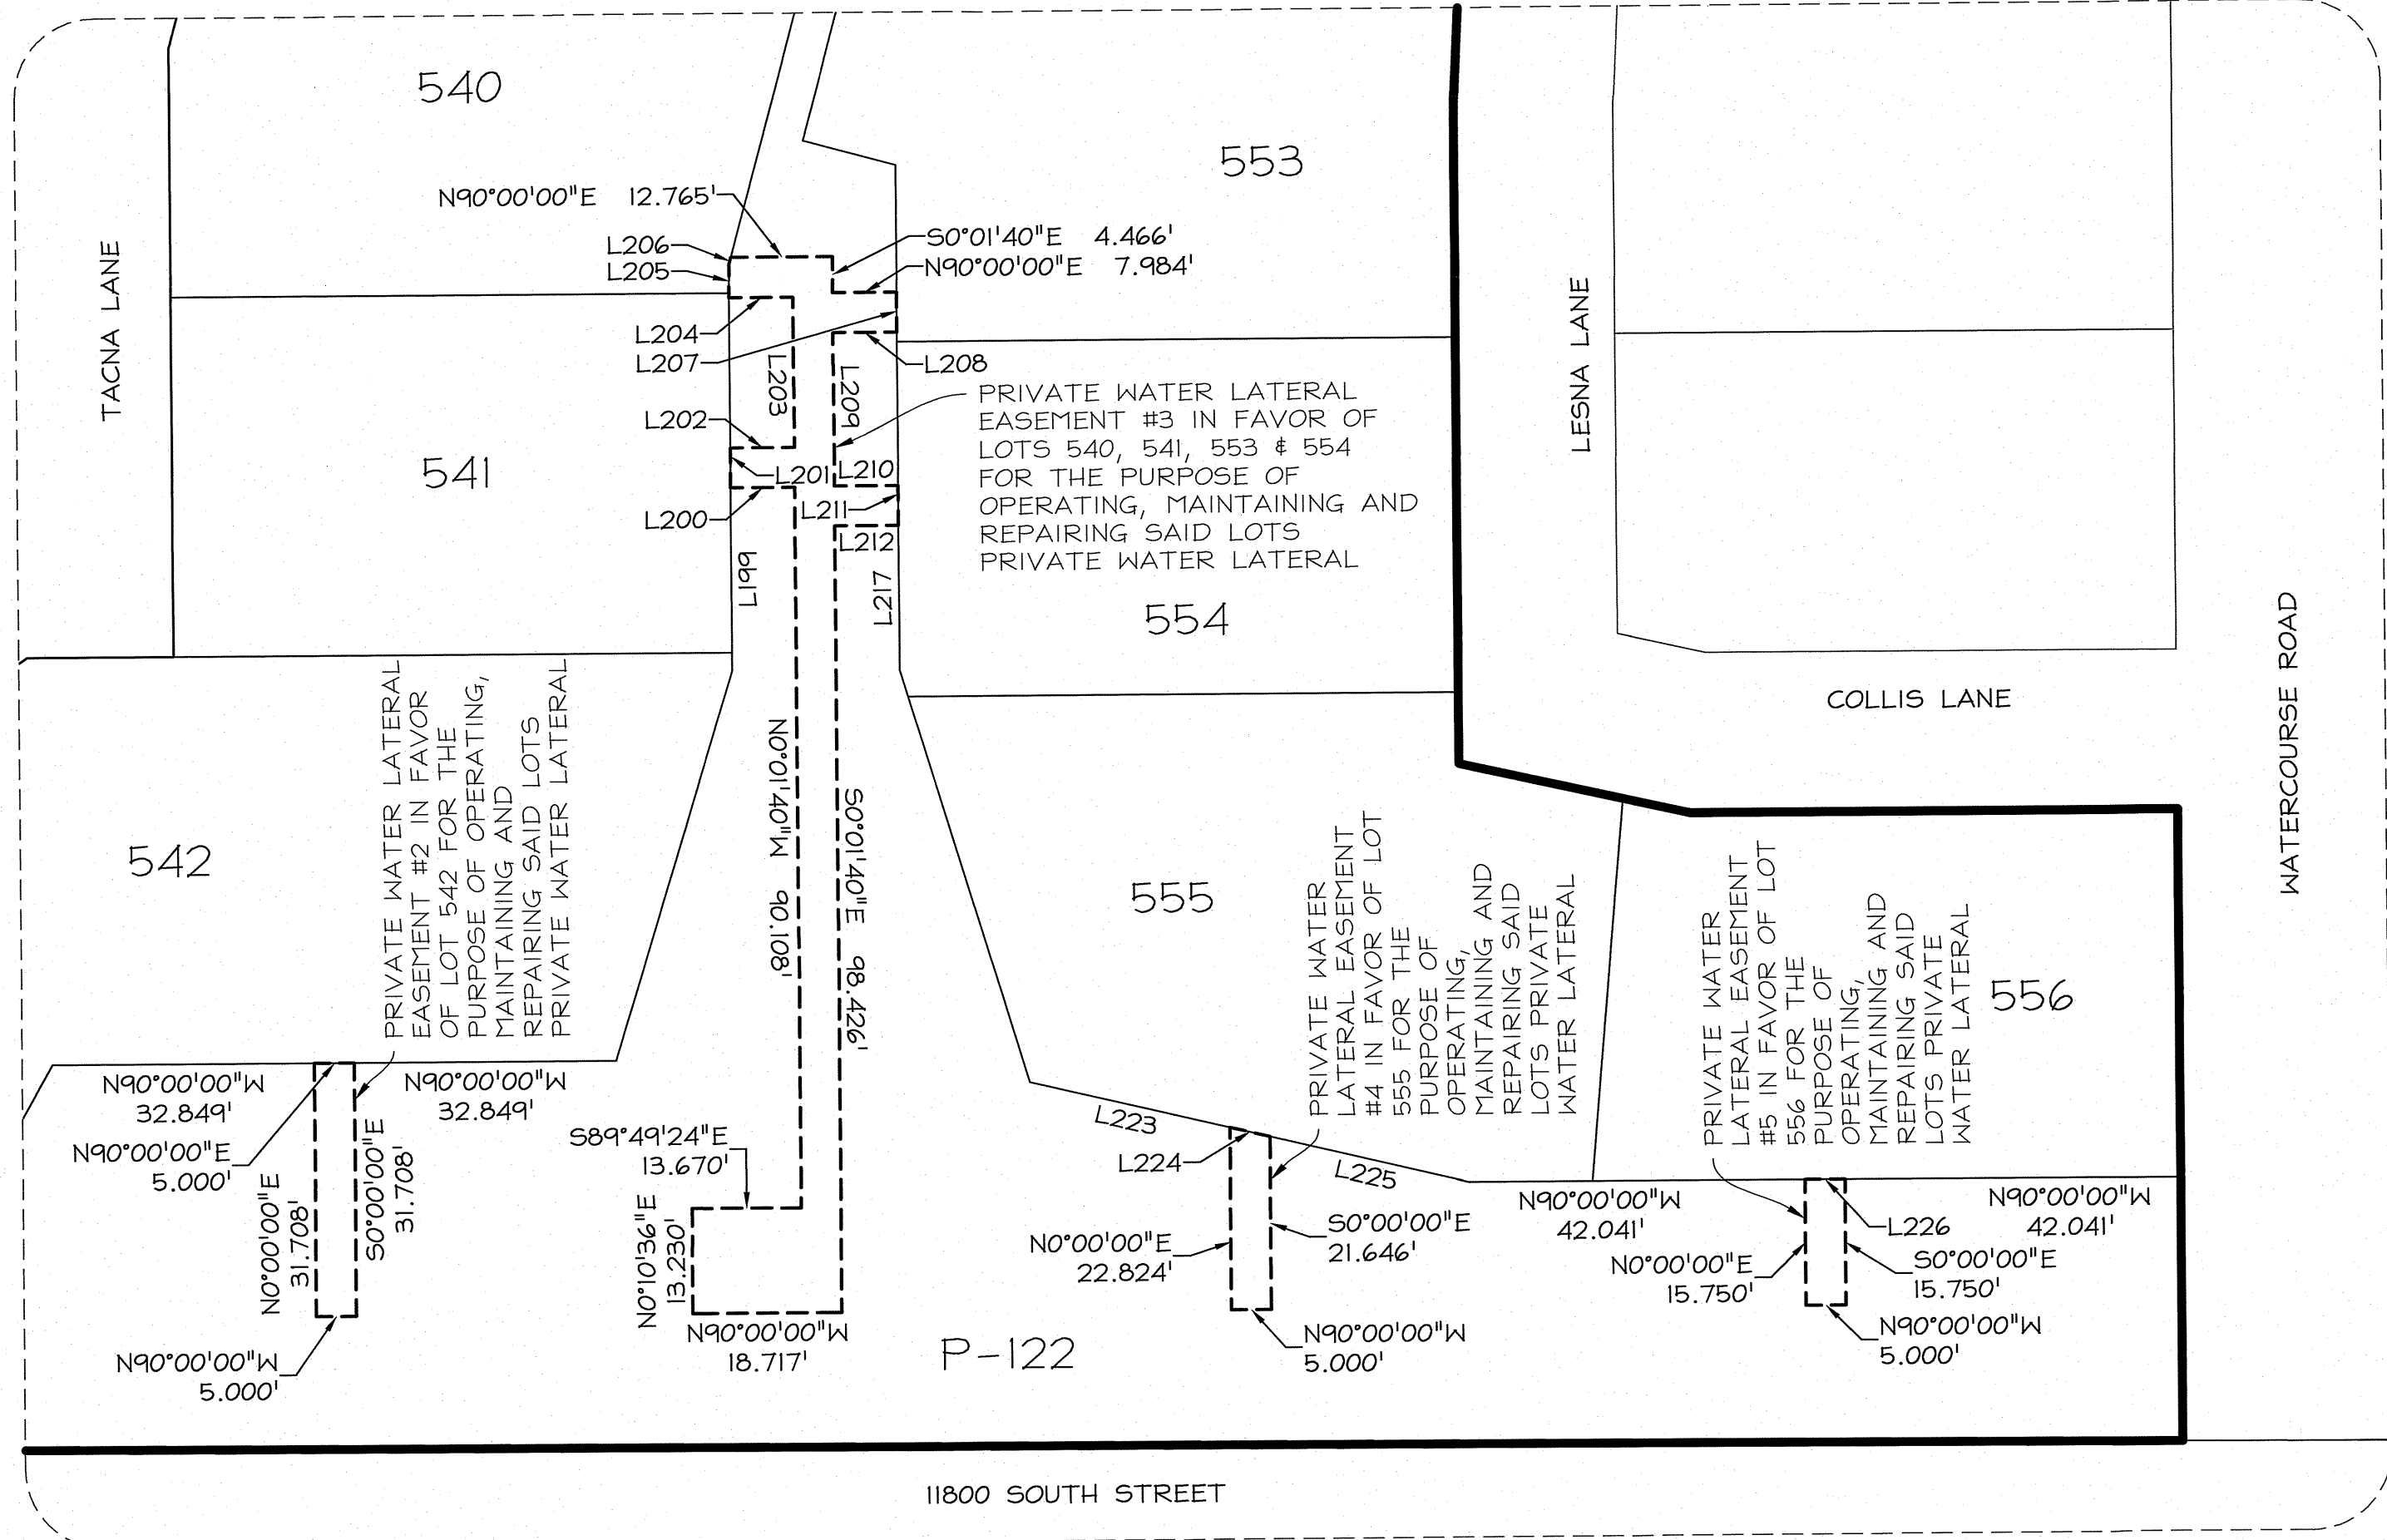 540
553
N90°00'00"E 12.765'
L206
L205
S0°01'40"E 4.466'
N90°00'00"E 7.984'
TACNA LANE
LESNA LANE
L204
L207
L203
L209
L208
L202
L201
L210
L200
L211
L212
L199
L217
541
PRIVATE WATER LATERAL
EASEMENT #3 IN FAVOR OF
LOTS 540, 541, 553 & 554
FOR THE PURPOSE OF
OPERATING, MAINTAINING AND
REPAIRING SAID LOTS
PRIVATE WATER LATERAL
554
COLLIS LANE
WATERCOURSE ROAD
542
PRIVATE WATER LATERAL
EASEMENT #2 IN FAVOR
OF LOT 542 FOR THE
PURPOSE OF OPERATING,
MAINTAINING AND
REPAIRING SAID LOTS
PRIVATE WATER LATERAL
N0°01'40"W 90.108'
S0°01'40"E 98.426'
555
PRIVATE WATER
LATERAL EASEMENT
#4 IN FAVOR OF LOT
555 FOR THE
PURPOSE OF
OPERATING,
MAINTAINING AND
REPAIRING SAID
LOTS PRIVATE
WATER LATERAL
PRIVATE WATER
LATERAL EASEMENT
#5 IN FAVOR OF LOT
556 FOR THE
PURPOSE OF
OPERATING,
MAINTAINING AND
REPAIRING SAID
LOTS PRIVATE
WATER LATERAL
556
N90°00'00"W
32.849'
N90°00'00"W
32.849'
N90°00'00"E
5.000'
N0°00'00"E
31.708'
S0°00'00"E
31.708'
N90°00'00"W
5.000'
S89°49'24"E
13.670'
N0°10'36"E
13.230'
N90°00'00"W
18.717'
P-122
L223
L224
L225
N0°00'00"E
22.824'
S0°00'00"E
21.646'
N90°00'00"W
5.000'
N90°00'00"W
42.041'
N90°00'00"W
42.041'
L226
N0°00'00"E
15.750'
S0°00'00"E
15.750'
N90°00'00"W
5.000'
11800 SOUTH STREET